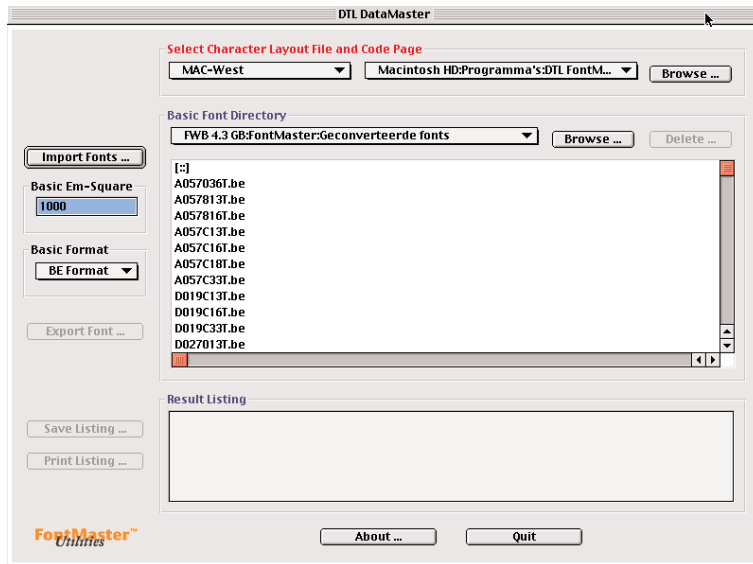 DTL DataMaster
Select Character Layout File and Code Page
MAC-West
Macintosh HD:Programma's:DTL FontM...
Browse ...
Basic Font Directory
FWB 4.3 GB:FontMaster:Geconverteerde fonts
Browse ...
Delete ...
Import Fonts ...
Basic Em-Square
1000
Basic Format
BE Format
Export Font ...
[::]
A057036T.be
A057813T.be
A057816T.be
A057C13T.be
A057C16T.be
A057C18T.be
A057C33T.be
D019C13T.be
D019C16T.be
D019C33T.be
D027013T.be
Result Listing
Save Listing ...
Print Listing ...
FontMaster™
Utilities
About ...
Quit